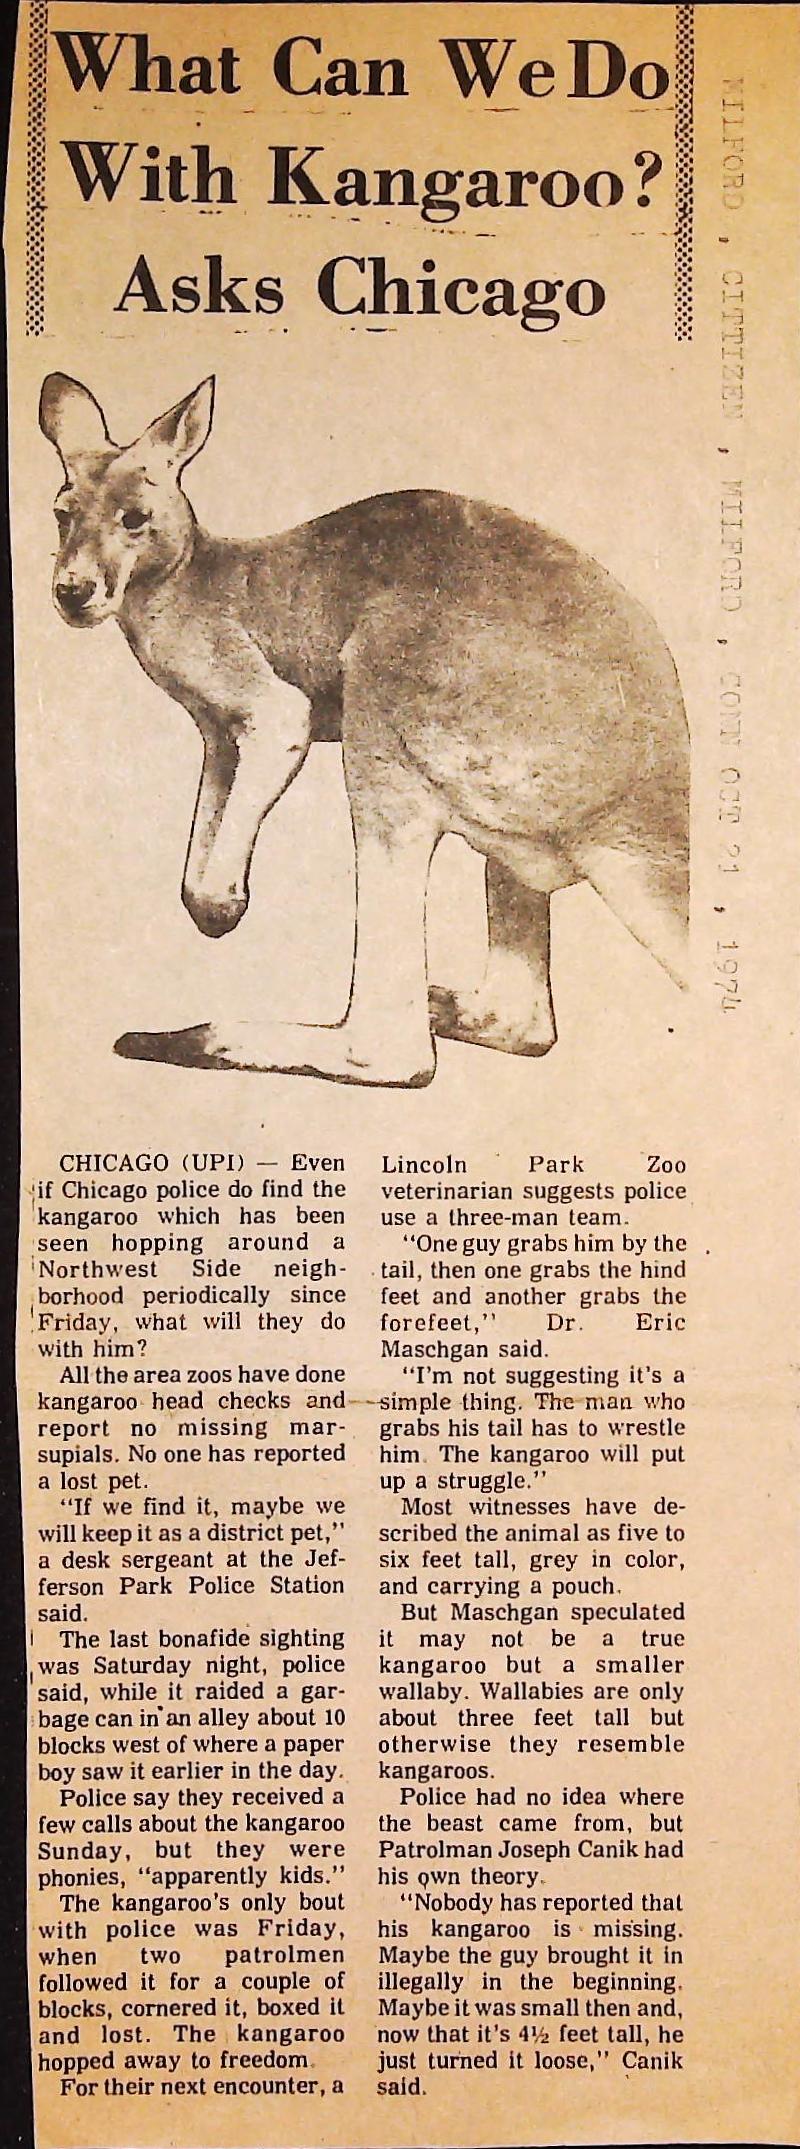 What Can We Do
With Kangaroo?
Asks Chicago
MILFORD, CITIZEN, MILFORD, CONN OCT 21, 1974
CHICAGO (UPI) — Even
if Chicago police do find the
kangaroo which has been
seen hopping around a
Northwest Side neigh-
borhood periodically since
Friday, what will they do
with him?
All the area zoos have done
kangaroo head checks and
report no missing mar-
supials. No one has reported
a lost pet.
"If we find it, maybe we
will keep it as a district pet,"
a desk sergeant at the Jef-
ferson Park Police Station
said.
The last bonafide sighting
was Saturday night, police
said, while it raided a gar-
bage can in an alley about 10
blocks west of where a paper
boy saw it earlier in the day.
Police say they received a
few calls about the kangaroo
Sunday, but they were
phonies, "apparently kids."
The kangaroo's only bout
with police was Friday,
when two patrolmen
followed it for a couple of
blocks, cornered it, boxed it
and lost. The kangaroo
hopped away to freedom.
For their next encounter, a
Lincoln Park Zoo
veterinarian suggests police
use a three-man team.
"One guy grabs him by the
tail, then one grabs the hind
feet and another grabs the
forefeet," Dr. Eric
Maschgan said.
"I'm not suggesting it's a
simple thing. The man who
grabs his tail has to wrestle
him. The kangaroo will put
up a struggle."
Most witnesses have de-
scribed the animal as five to
six feet tall, grey in color,
and carrying a pouch.
But Maschgan speculated
it may not be a true
kangaroo but a smaller
wallaby. Wallabies are only
about three feet tall but
otherwise they resemble
kangaroos.
Police had no idea where
the beast came from, but
Patrolman Joseph Canik had
his own theory.
"Nobody has reported that
his kangaroo is missing.
Maybe the guy brought it in
illegally in the beginning.
Maybe it was small then and,
now that it's 4½ feet tall, he
just turned it loose," Canik
said.